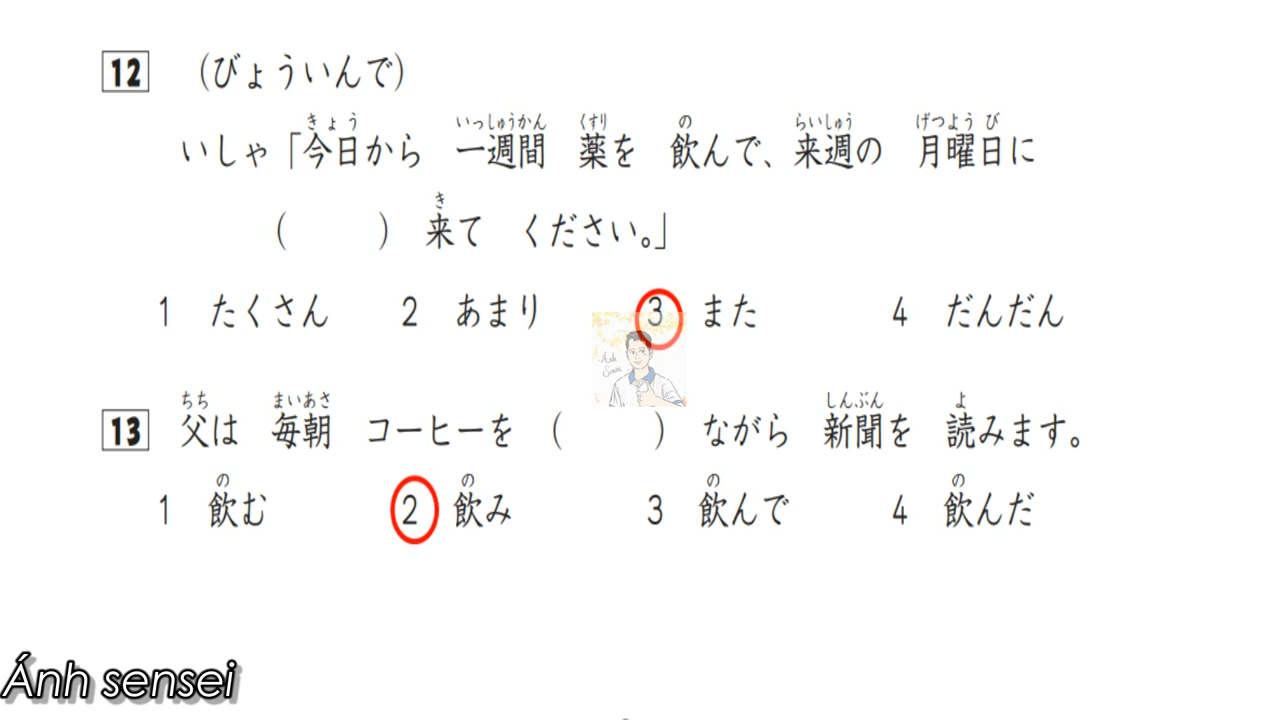 12 （びょういんで）
きょう いっしゅうかん くすり の らいしゅう げつようび
いしゃ「今日から 一週間 薬を 飲んで、来週の 月曜日に
き
（ ） 来て ください。」
1 たくさん 2 あまり 3 また 4 だんだん
Ánh Sensei
ちち まいあさ しんぶん よ
13 父は 毎朝 コーヒーを （ ） ながら 新聞を 読みます。
の の の の
1 飲む 2 飲み 3 飲んで 4 飲んだ
Ánh sensei